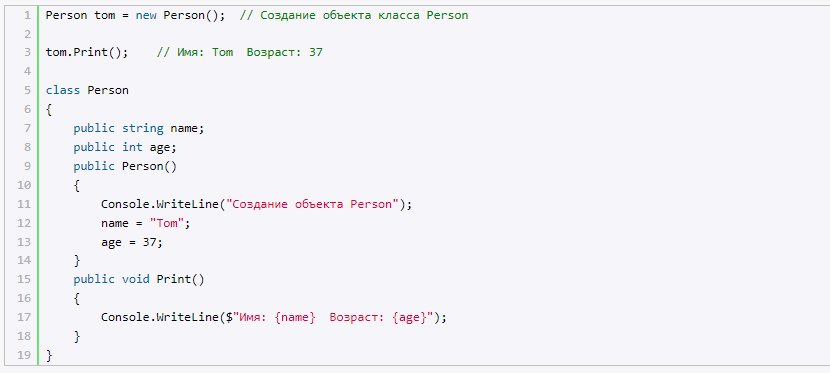 1 Person tom = new Person();  // Создание объекта класса Person
2
3 tom.Print();    // Имя: Tom  Возраст: 37
4
5 class Person
6 {
7     public string name;
8     public int age;
9     public Person()
10     {
11         Console.WriteLine("Создание объекта Person");
12         name = "Tom";
13         age = 37;
14     }
15     public void Print()
16     {
17         Console.WriteLine($"Имя: {name}  Возраст: {age}");
18     }
19 }